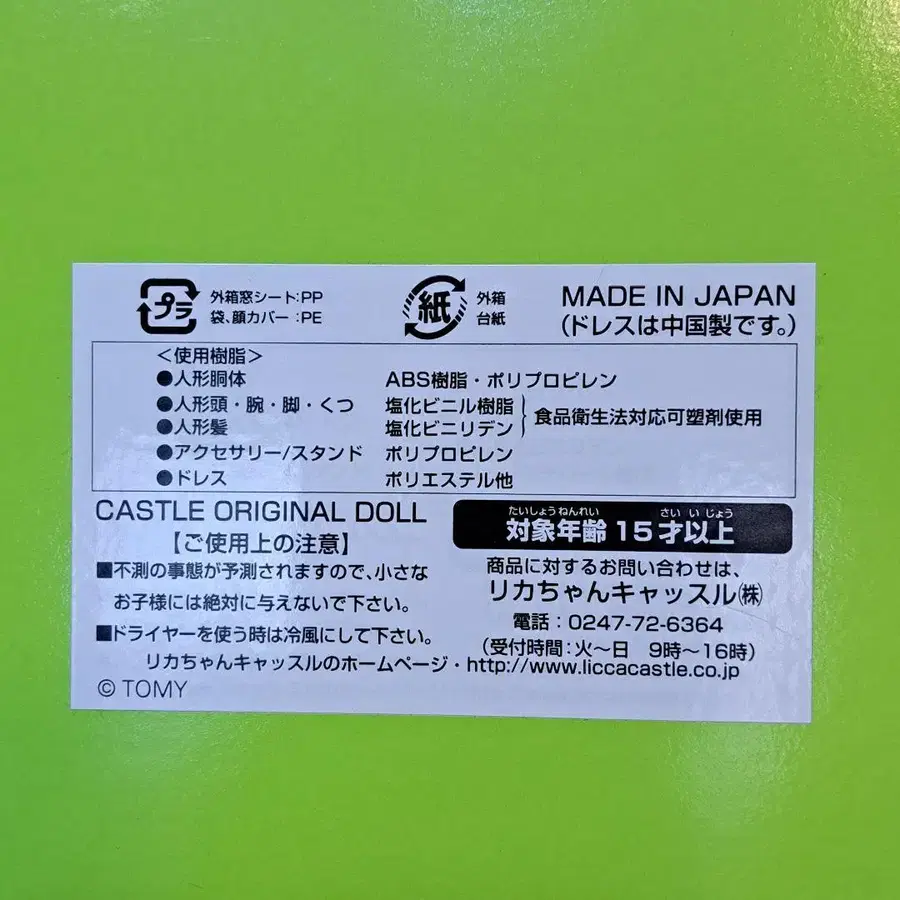 プラ 外箱窓シート:PP
袋、顔カバー :PE
紙 外箱
台紙
MADE IN JAPAN
(ドレスは中国製です。)
＜使用樹脂＞
●人形胴体 ABS樹脂・ポリプロピレン
●人形頭・腕・脚・くつ 塩化ビニル樹脂
●人形髪 塩化ビニリデン
食品衛生法対応可塑剤使用
●アクセサリー/スタンド ポリプロピレン
●ドレス ポリエステル他
CASTLE ORIGINAL DOLL
【ご使用上の注意】
■不測の事態が予測されますので、小さな
お子様には絶対に与えないで下さい。
■ドライヤーを使う時は冷風にして下さい。
たいしょうねんれい さい いじょう
対象年齢 15才以上
商品に対するお問い合わせは、
リカちゃんキャッスル㈱
電話：0247-72-6364
(受付時間:火〜日 9時〜16時)
リカちゃんキャッスルのホームページ・http://www.liccacastle.co.jp
© TOMY